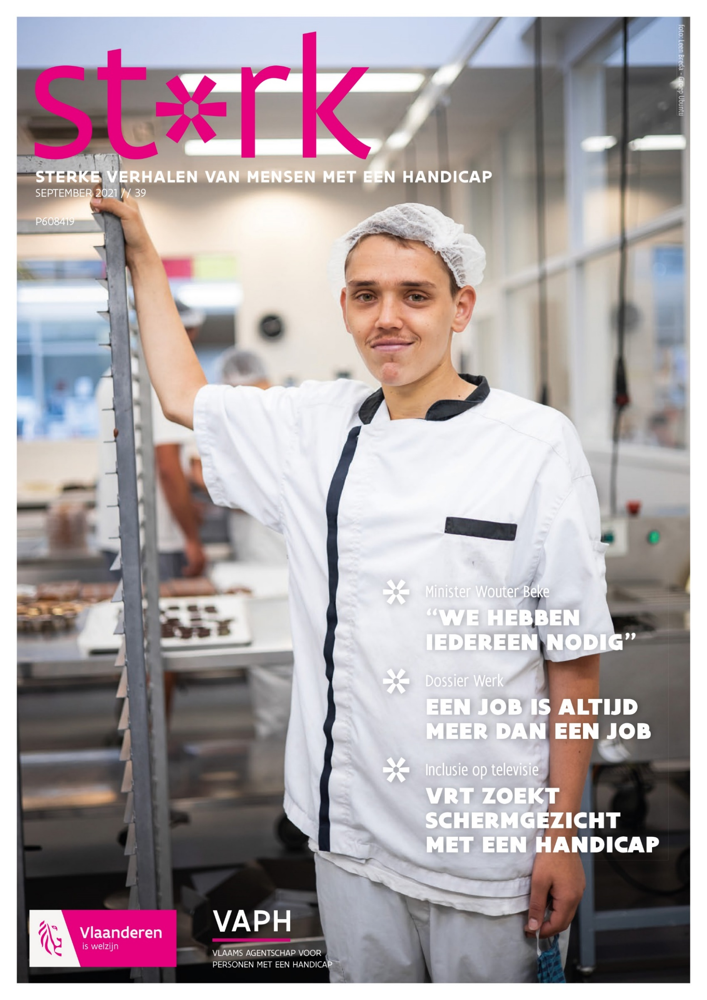 st*rk
STERKE VERHALEN VAN MENSEN MET EEN HANDICAP
SEPTEMBER 2021 // 39
P608419
foto: Leen Breda - Groep Ubuntu
Minister Wouter Beke
“WE HEBBEN
IEDEREEN NODIG”
Dossier Werk
EEN JOB IS ALTIJD
MEER DAN EEN JOB
Inclusie op televisie
VRT ZOEKT
SCHERMGEZICHT
MET EEN HANDICAP
Vlaanderen
is welzijn
VAPH
VLAAMS AGENTSCHAP VOOR
PERSONEN MET EEN HANDICAP